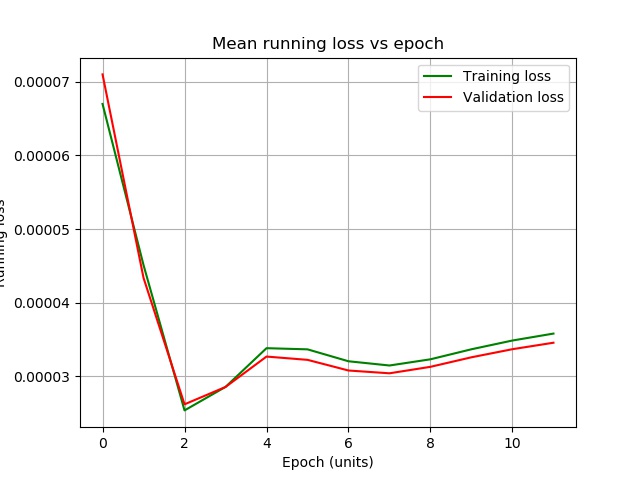 Mean running loss vs epoch
Training loss
Validation loss
0.00007
0.00006
0.00005
0.00004
0.00003
Running loss
0 2 4 6 8 10
Epoch (units)